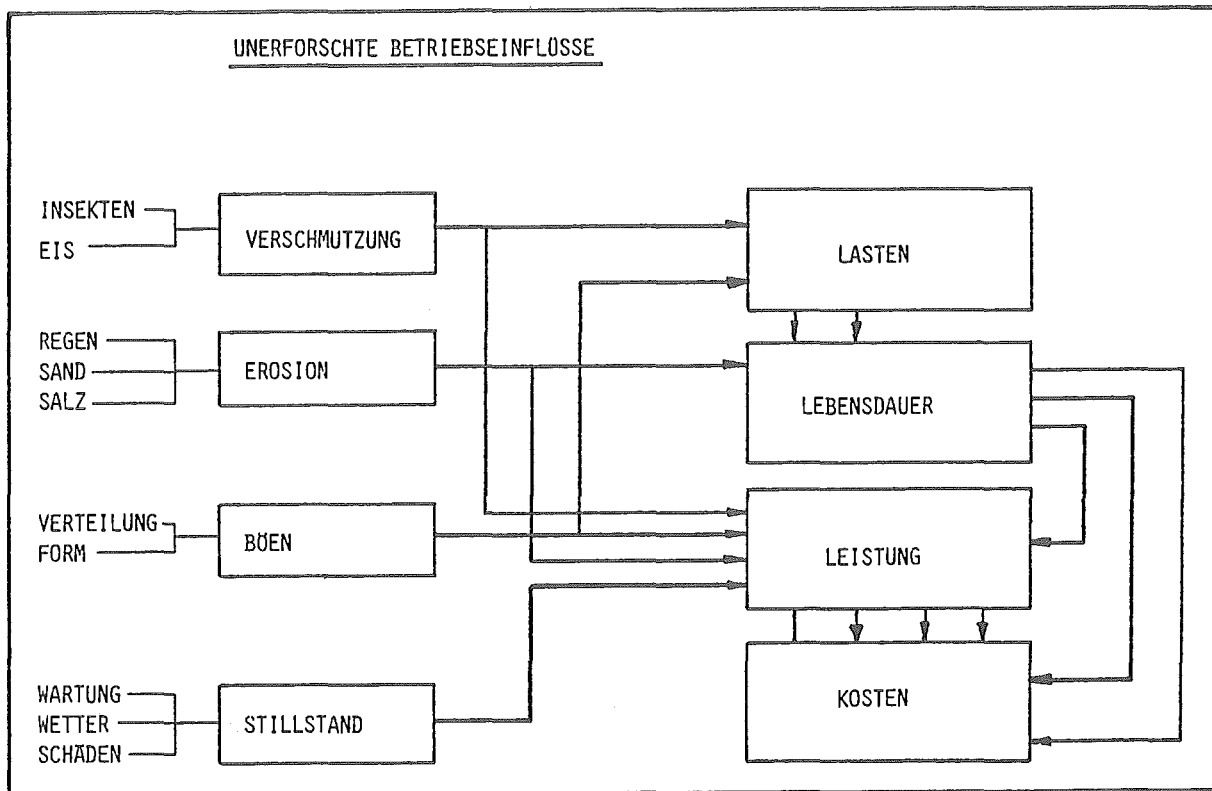 UNERFORSCHTE BETRIEBSEINFLÜSSE
INSEKTEN
EIS
VERSCHMUTZUNG
LASTEN
REGEN
SAND
SALZ
EROSION
LEBENSDAUER
VERTEILUNG
FORM
BÖEN
LEISTUNG
WARTUNG
WETTER
SCHÄDEN
STILLSTAND
KOSTEN